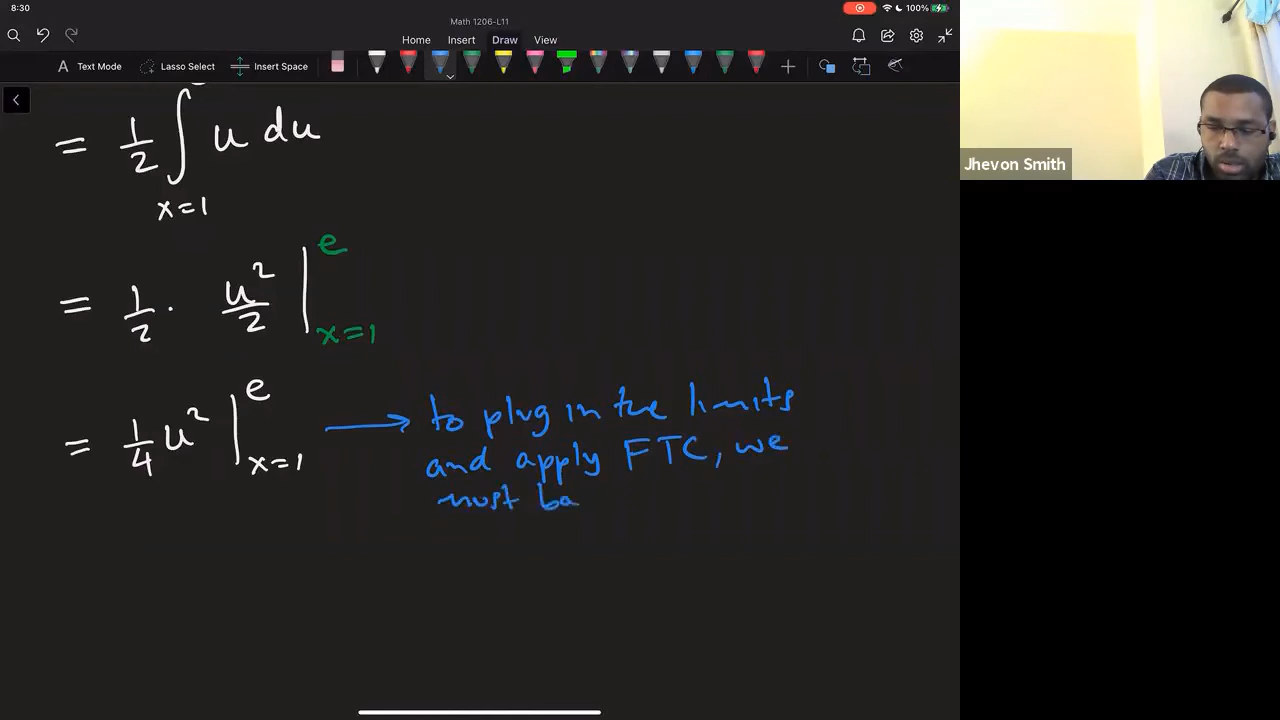 8:30
100%
Math 1206-L11
Home Insert Draw View
Text Mode Lasso Select Insert Space
= 1/2 ∫ u du
x=1
e
= 1/2 · u²/2 |
x=1
e
= 1/4 u² |
x=1
→ to plug in the limits
and apply FTC, we
must ba
Jhevon Smith